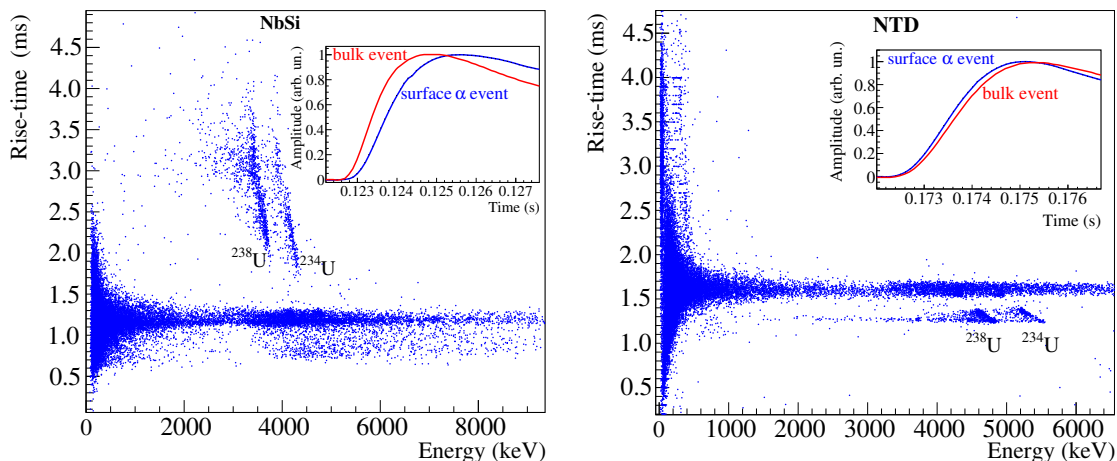 NbSi
Rise-time (ms)
4.5
4.0
3.5
3.0
2.5
2.0
1.5
1.0
0.5
0
2000
4000
6000
8000
Energy (keV)
²³⁸U
²³⁴U
Amplitude (arb. un.)
1
0.8
0.6
0.4
0.2
0
bulk event
surface α event
0.123
0.124
0.125
0.126
0.127
Time (s)
NTD
Rise-time (ms)
4.5
4.0
3.5
3.0
2.5
2.0
1.5
1.0
0.5
0
1000
2000
3000
4000
5000
6000
Energy (keV)
²³⁸U
²³⁴U
Amplitude (arb. un.)
1
0.8
0.6
0.4
0.2
0
surface α event
bulk event
0.173
0.174
0.175
0.176
Time (s)